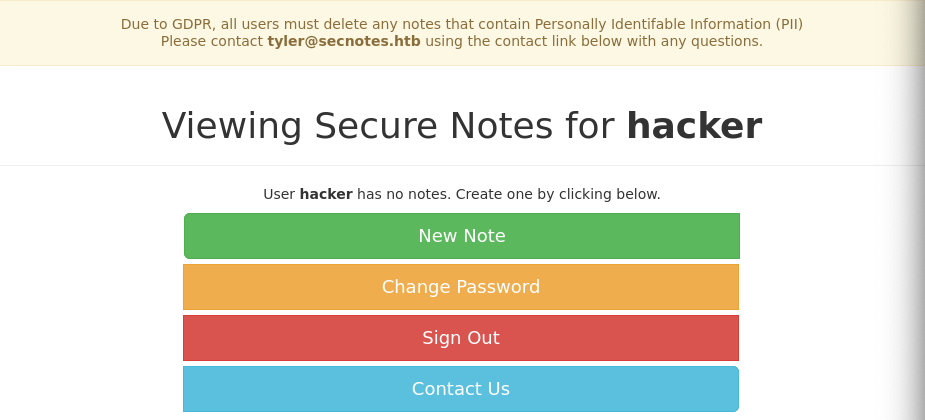 Due to GDPR, all users must delete any notes that contain Personally Identifable Information (PII)
Please contact tyler@secnotes.htb using the contact link below with any questions.
Viewing Secure Notes for hacker
User hacker has no notes. Create one by clicking below.
New Note
Change Password
Sign Out
Contact Us